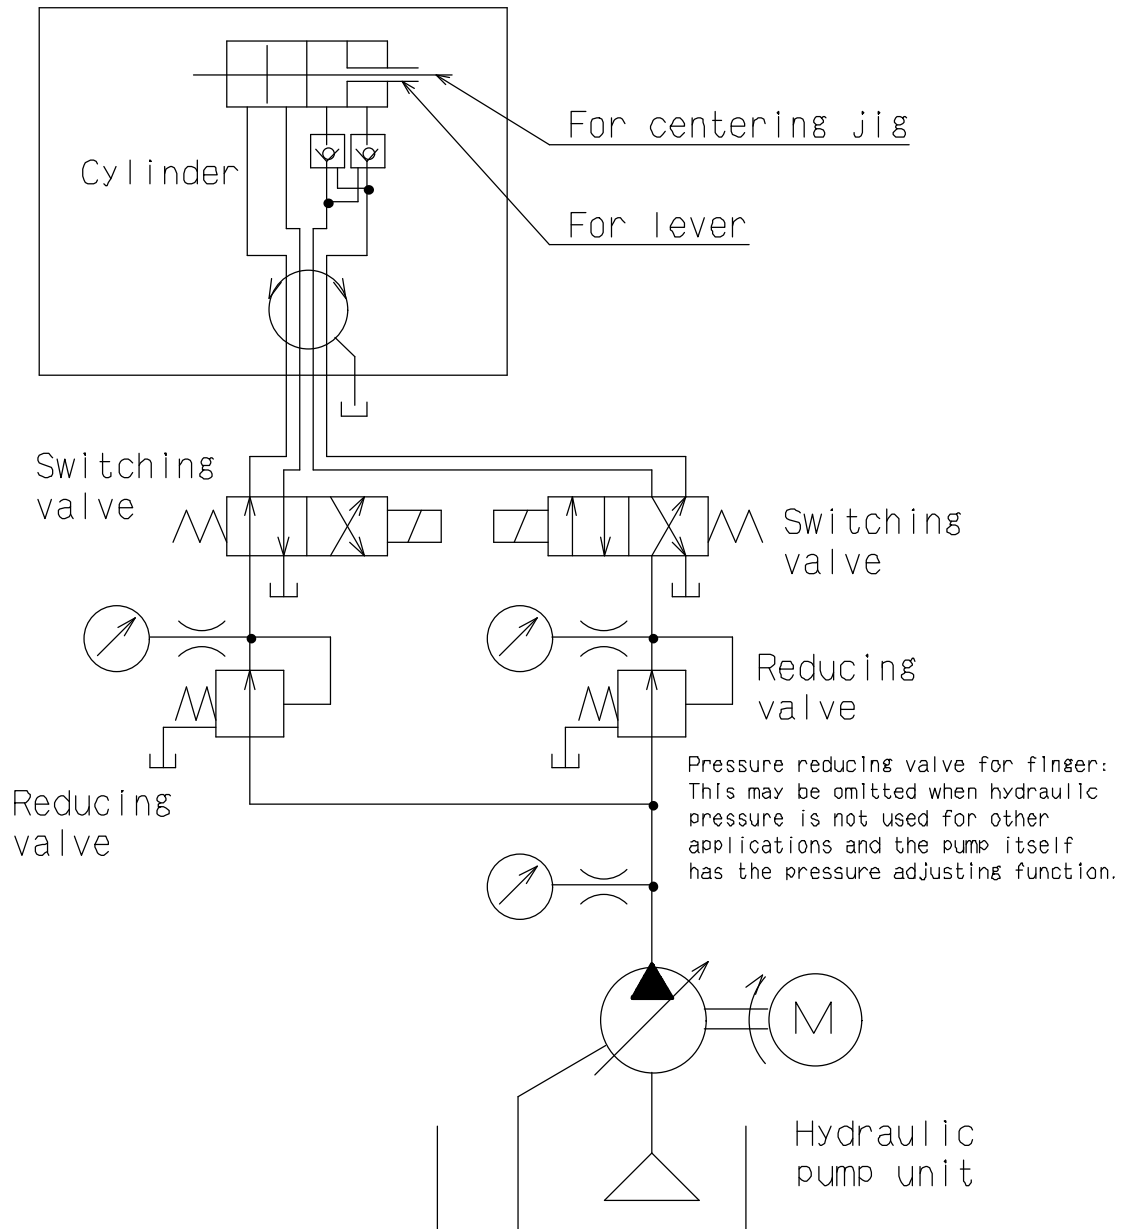 For centering jig
Cylinder
For lever
Switching
valve
Switching
valve
Reducing
valve
Pressure reducing valve for finger:
This may be omitted when hydraulic
pressure is not used for other
applications and the pump itself
has the pressure adjusting function.
Reducing
valve
M
Hydraulic
pump unit